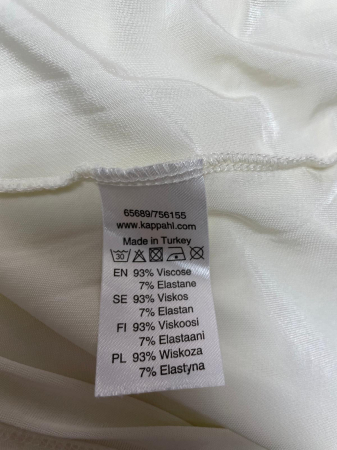 65689/756155
www.kappahl.com
Made in Turkey
30
EN 93% Viscose
7% Elastane
SE 93% Viskos
7% Elastan
FI 93% Viskoosi
7% Elastaani
PL 93% Wiskoza
7% Elastyna